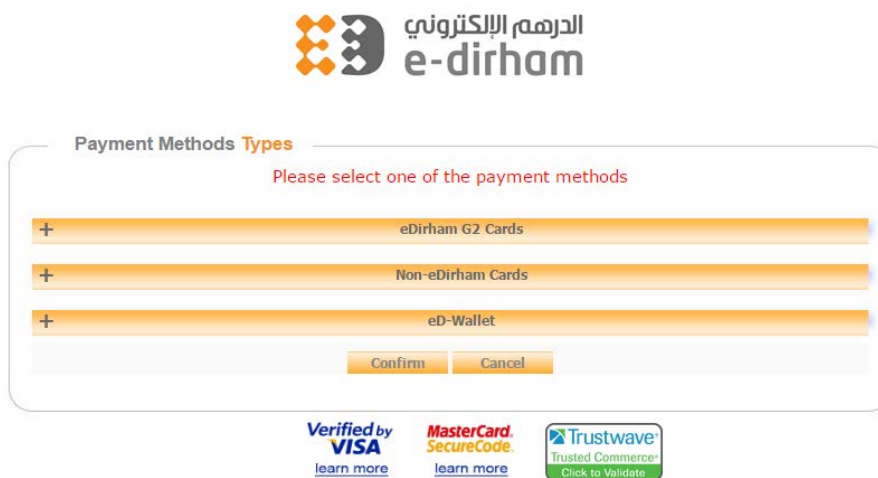 الدرهم الإلكتروني
e-dirham
Payment Methods Types
Please select one of the payment methods
+ eDirham G2 Cards
+ Non-eDirham Cards
+ eD-Wallet
Confirm Cancel
Verified by VISA
learn more
MasterCard. SecureCode.
learn more
Trustwave®
Trusted Commerce®
Click to Validate